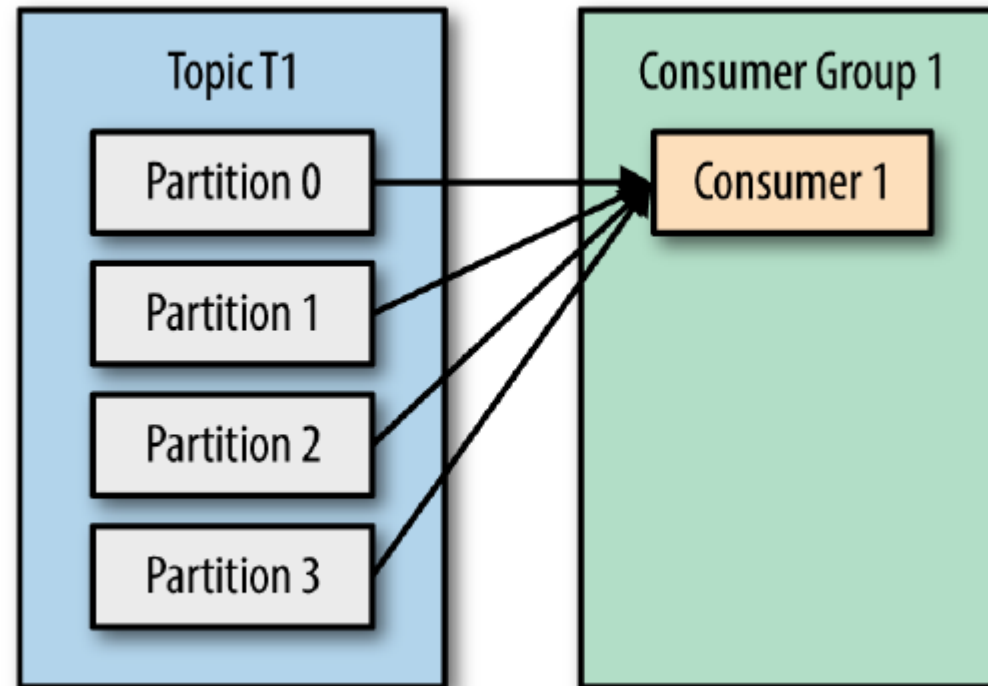 Topic T1
Partition 0
Partition 1
Partition 2
Partition 3
Consumer Group 1
Consumer 1